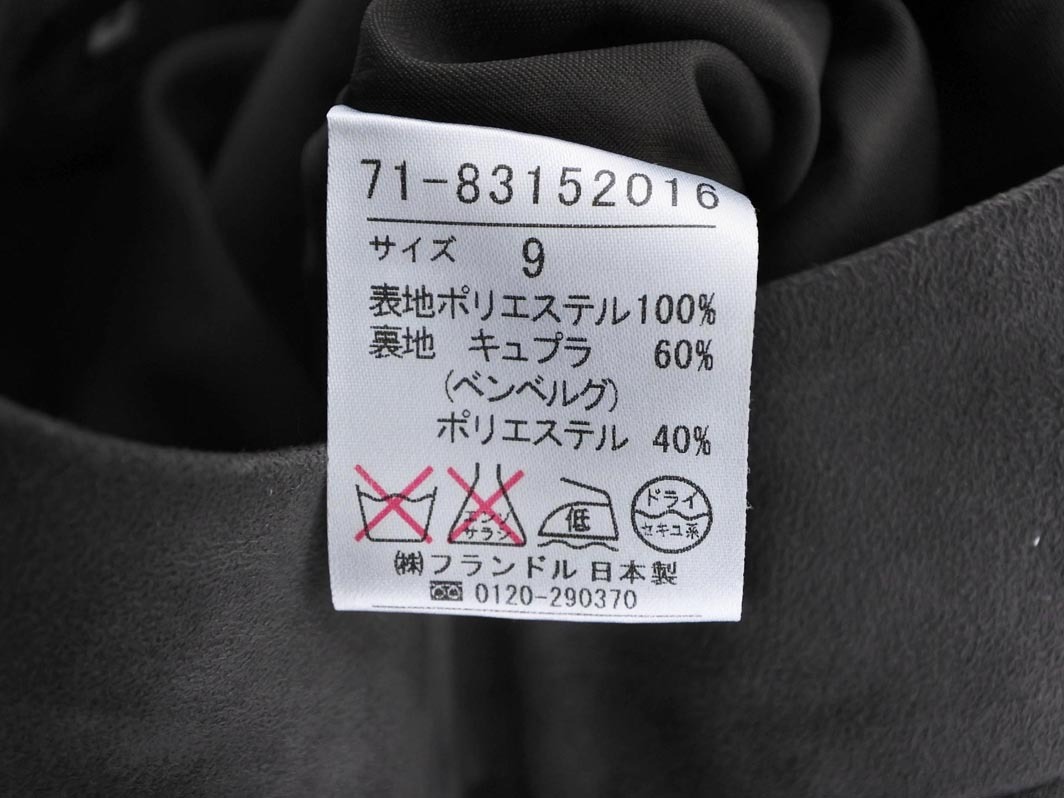 71-83152016
サイズ 9
表地ポリエステル100%
裏地 キュプラ 60%
(ベンベルグ)
ポリエステル 40%
エンソ
サラシ
低
ドライ
セキユ系
㈱フランドル 日本製
0120-290370